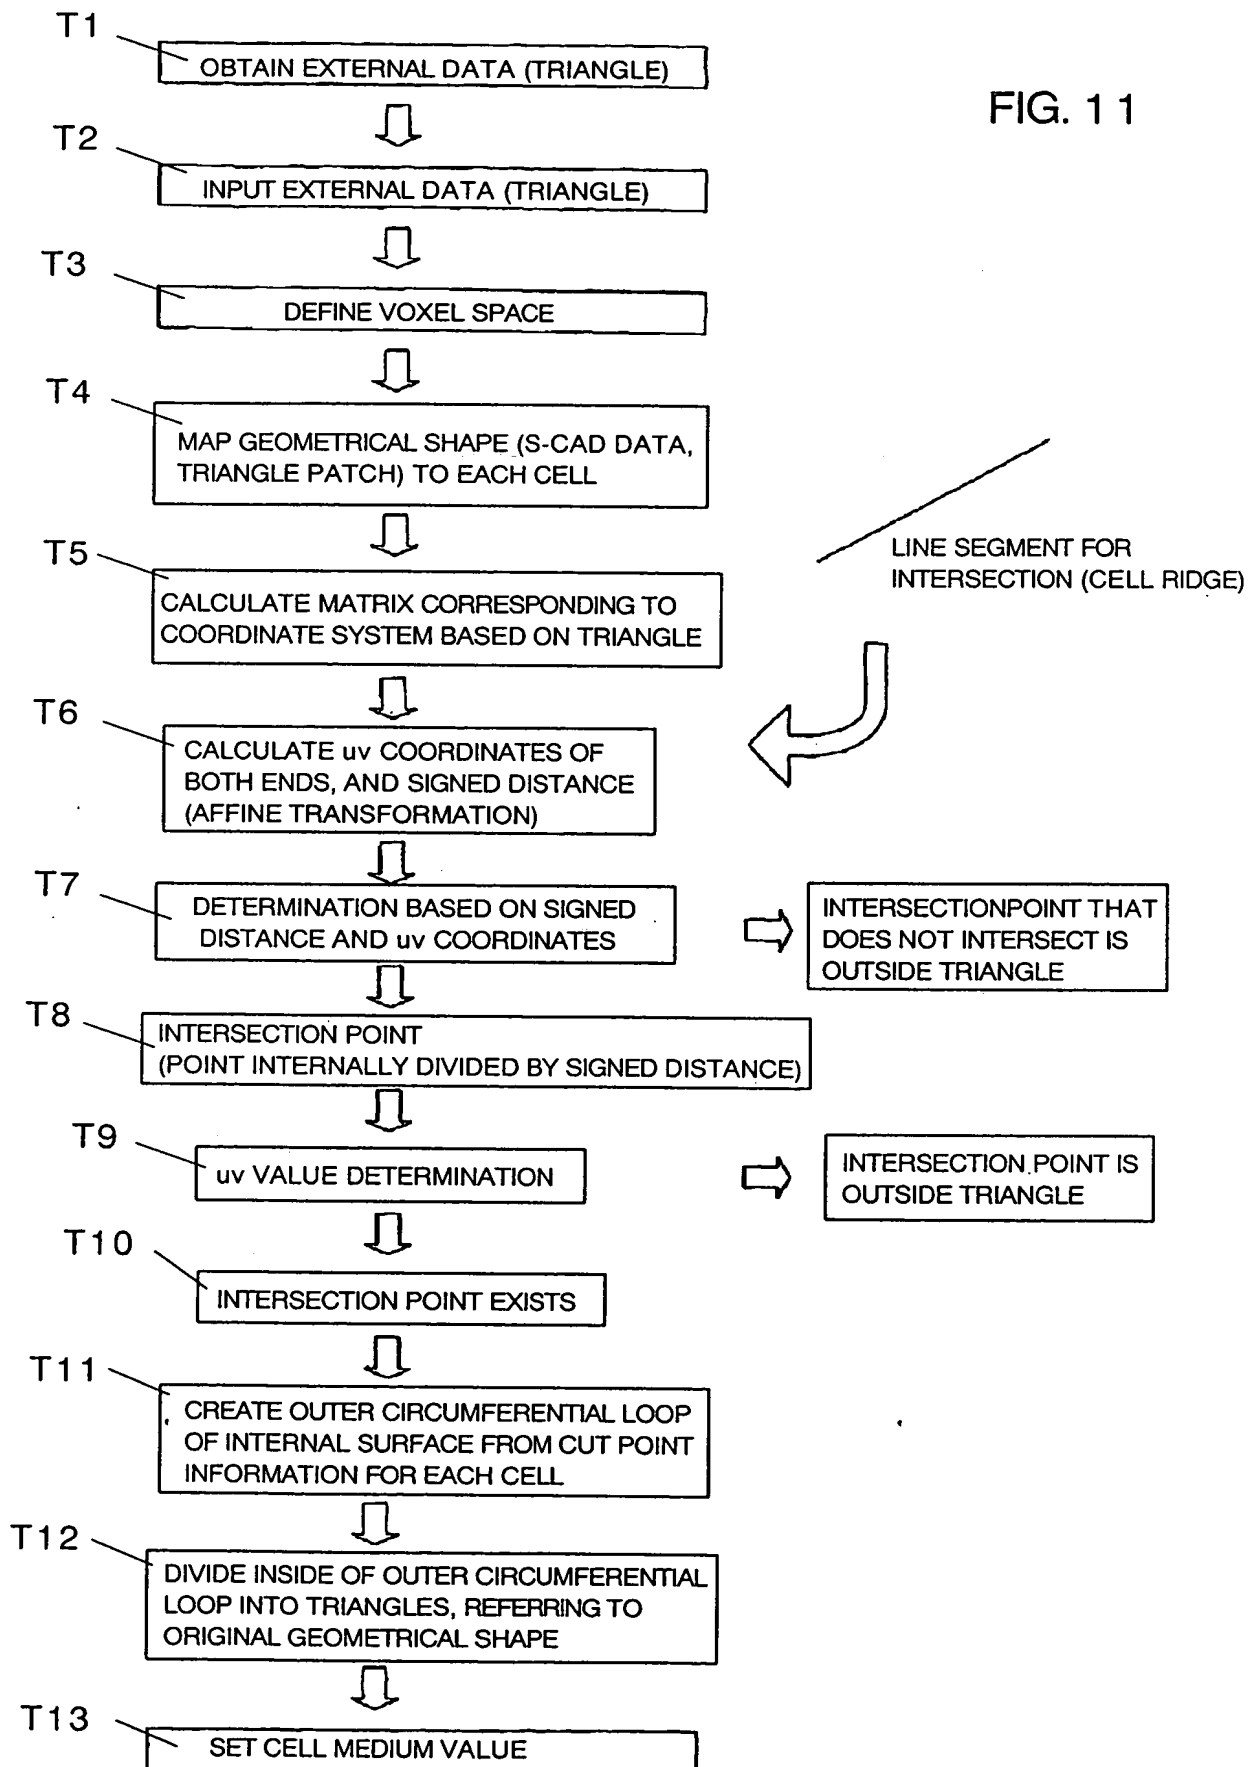 T1
OBTAIN EXTERNAL DATA (TRIANGLE)
FIG. 11
T2
INPUT EXTERNAL DATA (TRIANGLE)
T3
DEFINE VOXEL SPACE
T4
MAP GEOMETRICAL SHAPE (S-CAD DATA,
TRIANGLE PATCH) TO EACH CELL
LINE SEGMENT FOR
INTERSECTION (CELL RIDGE)
T5
CALCULATE MATRIX CORRESPONDING TO
COORDINATE SYSTEM BASED ON TRIANGLE
T6
CALCULATE uv COORDINATES OF
BOTH ENDS, AND SIGNED DISTANCE
(AFFINE TRANSFORMATION)
T7
DETERMINATION BASED ON SIGNED
DISTANCE AND uv COORDINATES
INTERSECTIONPOINT THAT
DOES NOT INTERSECT IS
OUTSIDE TRIANGLE
T8
INTERSECTION POINT
(POINT INTERNALLY DIVIDED BY SIGNED DISTANCE)
T9
uv VALUE DETERMINATION
INTERSECTION POINT IS
OUTSIDE TRIANGLE
T10
INTERSECTION POINT EXISTS
T11
CREATE OUTER CIRCUMFERENTIAL LOOP
OF INTERNAL SURFACE FROM CUT POINT
INFORMATION FOR EACH CELL
T12
DIVIDE INSIDE OF OUTER CIRCUMFERENTIAL
LOOP INTO TRIANGLES, REFERRING TO
ORIGINAL GEOMETRICAL SHAPE
T13
SET CELL MEDIUM VALUE